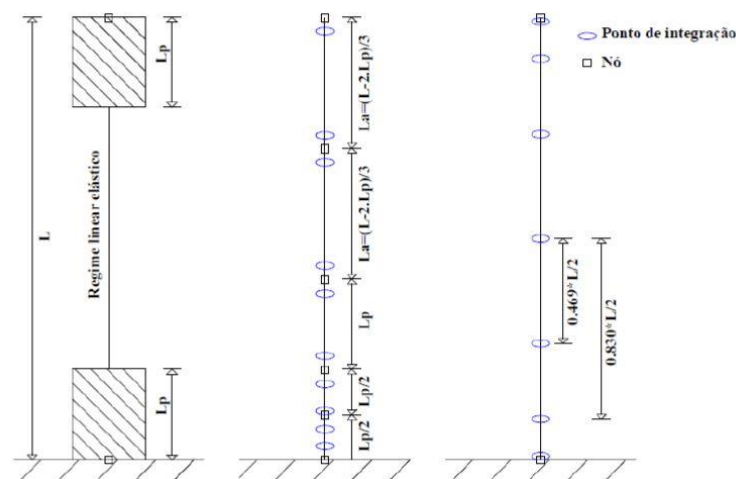 L
Lp
Regime linear elástico
Lp
La=(L-2.Lp)/3
La=(L-2.Lp)/3
Lp
Lp/2
Lp/2
0.469*L/2
0.830*L/2
Ponto de integração
Nó